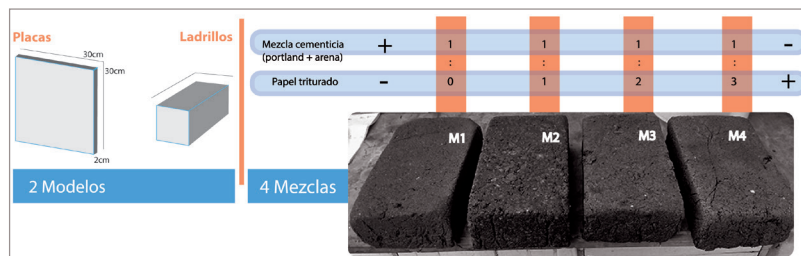 Placas
30cm
30cm
2cm
Ladrillos
2 Modelos
Mezcla cementicia
(portland + arena)
+ 1 1 1 1 -
: : : :
Papel triturado
- 0 1 2 3 +
M1 M2 M3 M4
4 Mezclas